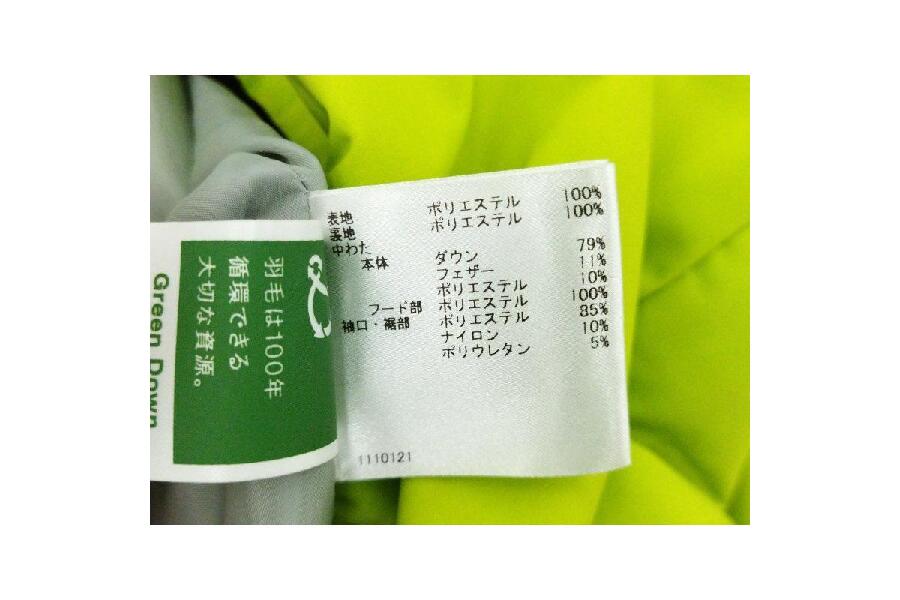 表地 ポリエステル 100%
裏地 ポリエステル 100%
中わた
本体 ダウン 79%
フェザー 11%
ポリエステル 10%
フード部 ポリエステル 100%
袖口・裾部 ポリエステル 85%
ナイロン 10%
ポリウレタン 5%
1110121
羽毛は100年
循環できる
大切な資源。
Green Down